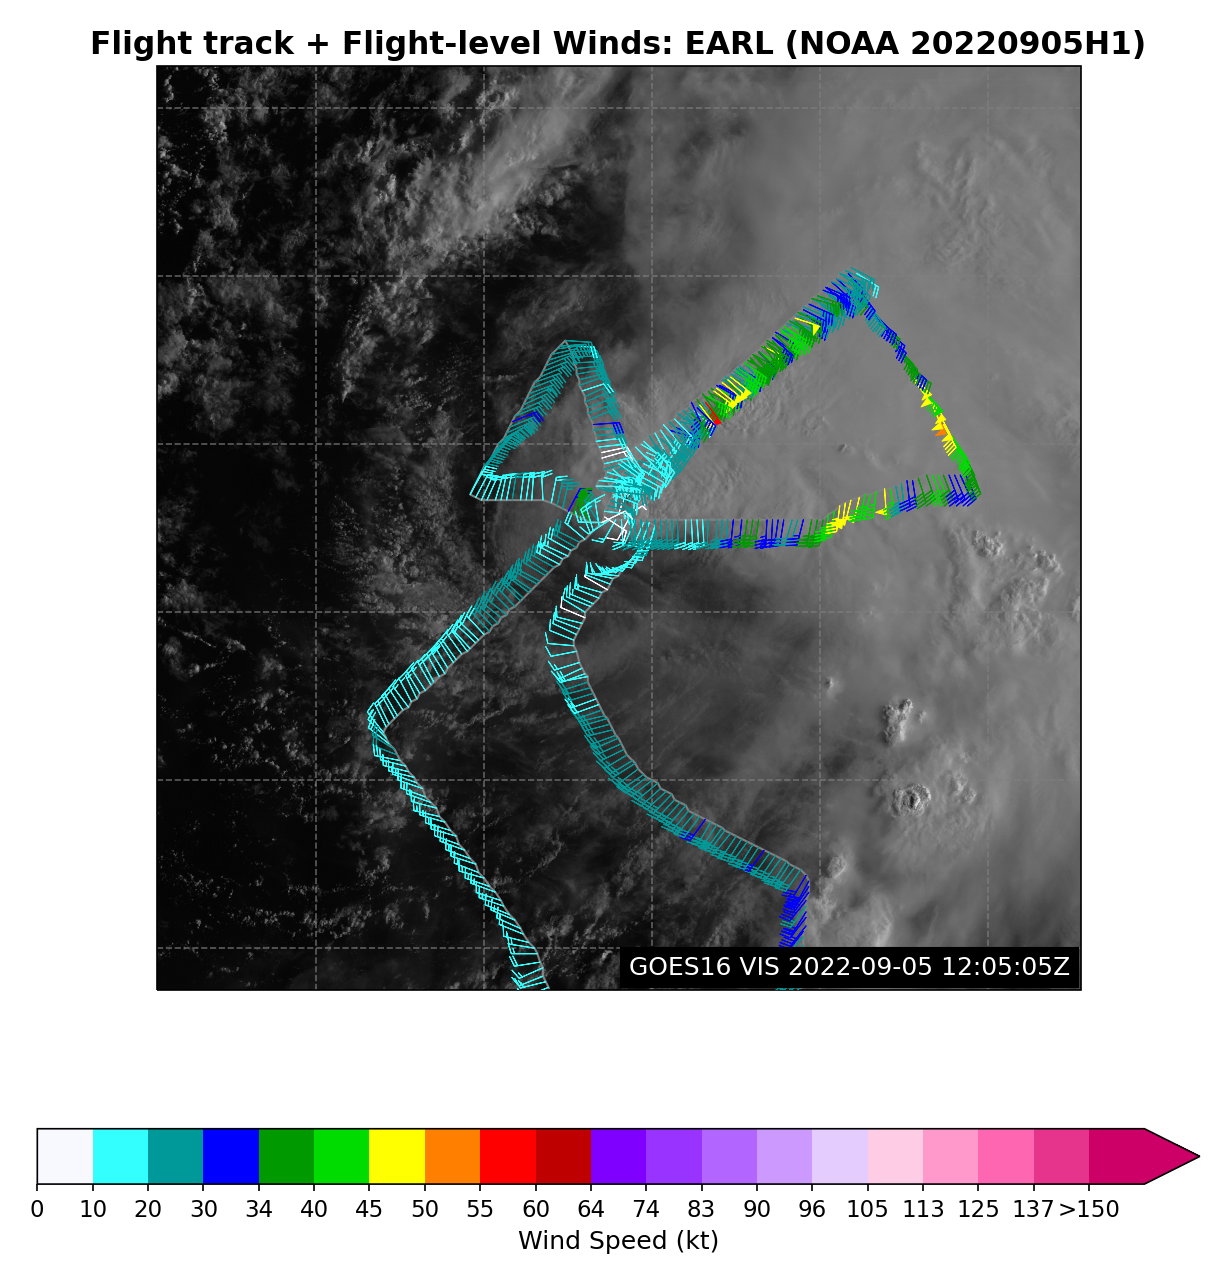 Flight track + Flight-level Winds: EARL (NOAA 20220905H1)
GOES16 VIS 2022-09-05 12:05:05Z
0 10 20 30 34 40 45 50 55 60 64 74 83 90 96 105 113 125 137 >150
Wind Speed (kt)